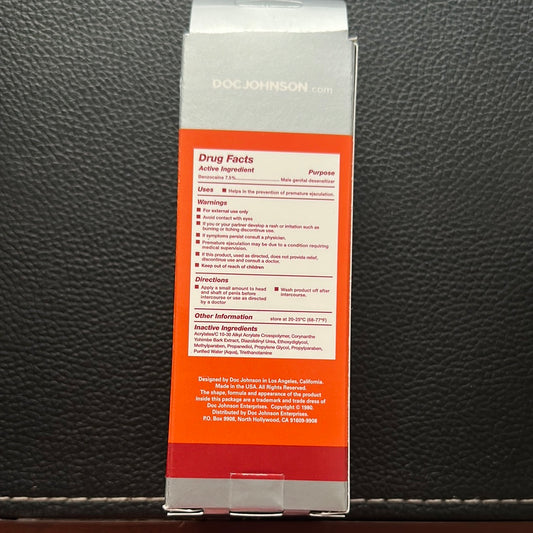 DOC JOHNSON.com
Drug Facts
Active Ingredient Purpose
Benzocaine 7.5%........................ Male genital desensitizer
Uses ■ Helps in the prevention of premature ejaculation.
Warnings
■ For external use only
■ Avoid contact with eyes
■ If you or your partner develop a rash or irritation such as
burning or itching discontinue use.
■ If symptoms persist consult a physician.
■ Premature ejaculation may be due to a condition requiring
medical supervision.
■ If this product, used as directed, does not provide relief,
discontinue use and consult a doctor.
■ Keep out of reach of children
Directions
■ Apply a small amount to head
and shaft of penis before
intercourse or use as directed
by a doctor
■ Wash product off after
intercourse.
Other Information store at 20-25°C (68-77°F)
Inactive Ingredients
Acrylates/C 10-30 Alkyl Acrylate Crosspolymer, Corynanthe
Yohimbe Bark Extract, Diazolidinyl Urea, Ethoxydiglycol,
Methylparaben, Propanediol, Propylene Glycol, Propylparaben,
Purified Water (Aqua), Triethanolamine
Designed by Doc Johnson in Los Angeles, California.
Made in the USA. All Rights Reserved.
The shape, formula and appearance of the product
inside this package are a trademark and trade dress of
Doc Johnson Enterprises. Copyright © 1980.
Distributed by Doc Johnson Enterprises.
P.O. Box 9908, North Hollywood, CA 91609-9908